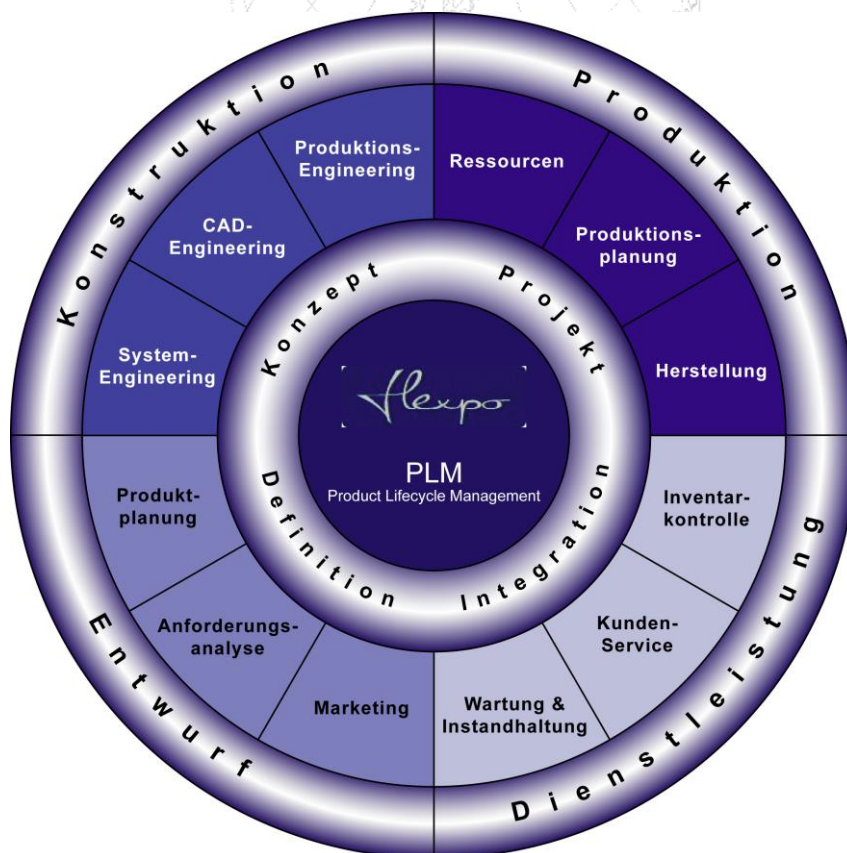 Konstruktion
Produktion
Produktions-
Engineering
Ressourcen
CAD-
Engineering
Produktions-
planung
System-
Engineering
Herstellung
Konzept
Projekt
flexpo
PLM
Product Lifecycle Management
Definition
Integration
Produkt-
planung
Inventar-
kontrolle
Anforderungs-
analyse
Kunden-
Service
Marketing
Wartung &
Instandhaltung
Entwurf
Dienstleistung